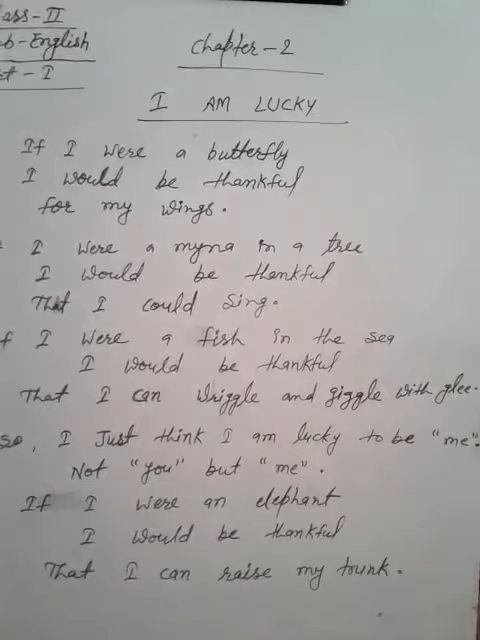 ass-II
b-English
t-I
Chapter-2
I AM LUCKY
If I were a butterfly
I would be thankful
for my wings.
I were a myna in a tree
I would be thankful
That I could sing.
f I were a fish in the sea
I would be thankful
That I can wriggle and giggle with glee.
So, I Just think I am lucky to be "me".
Not "you" but "me".
If I were an elephant
I would be thankful
That I can raise my trunk.